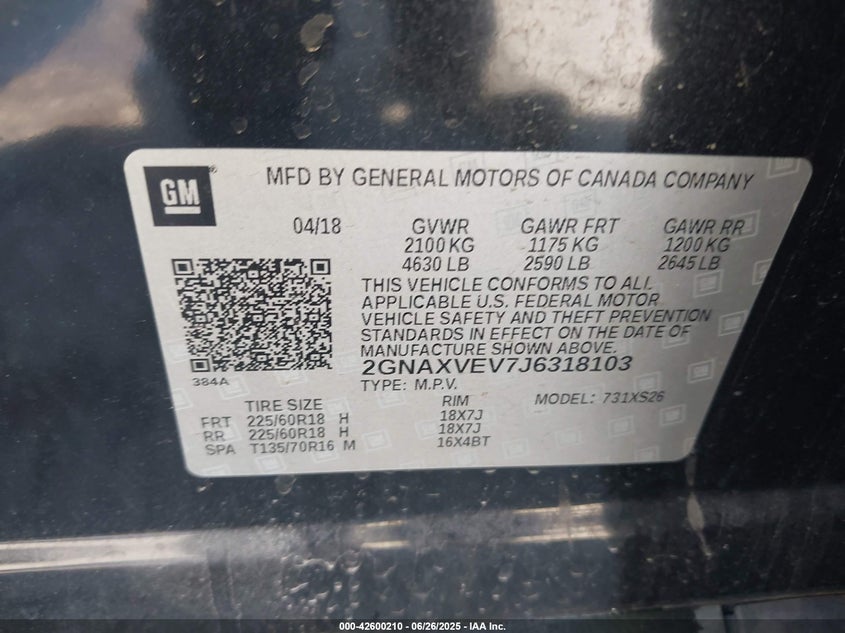 GM
MFD BY GENERAL MOTORS OF CANADA COMPANY
04/18 GVWR GAWR FRT GAWR RR
2100 KG 1175 KG 1200 KG
4630 LB 2590 LB 2645 LB
THIS VEHICLE CONFORMS TO ALL
APPLICABLE U.S. FEDERAL MOTOR
VEHICLE SAFETY AND THEFT PREVENTION
STANDARDS IN EFFECT ON THE DATE OF
MANUFACTURE SHOWN ABOVE.
2GNAXVEV7J6318103
384A
TYPE: M.P.V.
TIRE SIZE RIM MODEL: 731XS26
FRT 225/60R18 H 18X7J
RR 225/60R18 H 18X7J
SPA T135/70R16 M 16X4BT
000-42600210 - 06/26/2025 - IAA Inc.